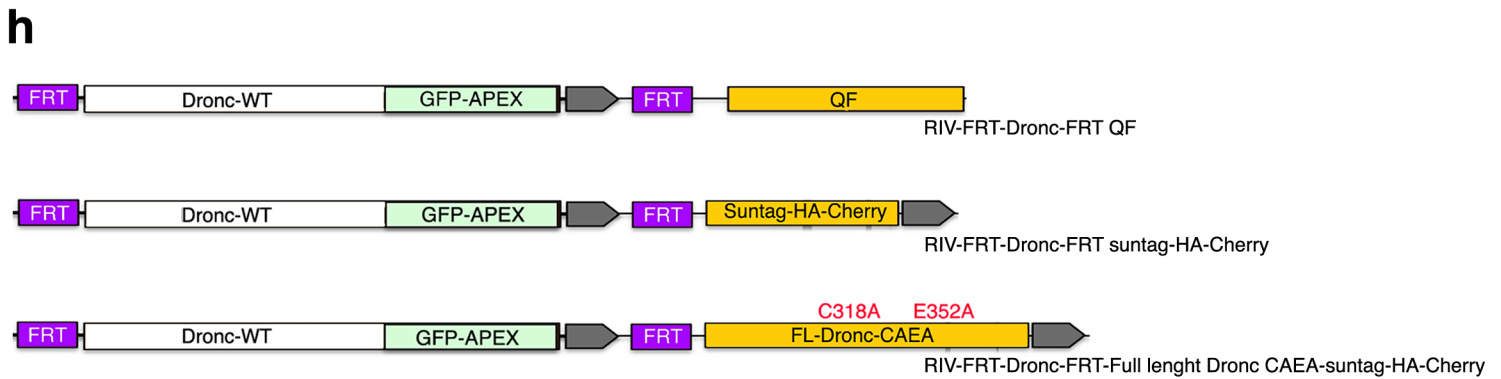 h
FRT Dronc-WT GFP-APEX FRT QF
RIV-FRT-Dronc-FRT QF
FRT Dronc-WT GFP-APEX FRT Suntag-HA-Cherry
RIV-FRT-Dronc-FRT suntag-HA-Cherry
C318A E352A
FRT Dronc-WT GFP-APEX FRT FL-Dronc-CAEA
RIV-FRT-Dronc-FRT-Full lenght Dronc CAEA-suntag-HA-Cherry